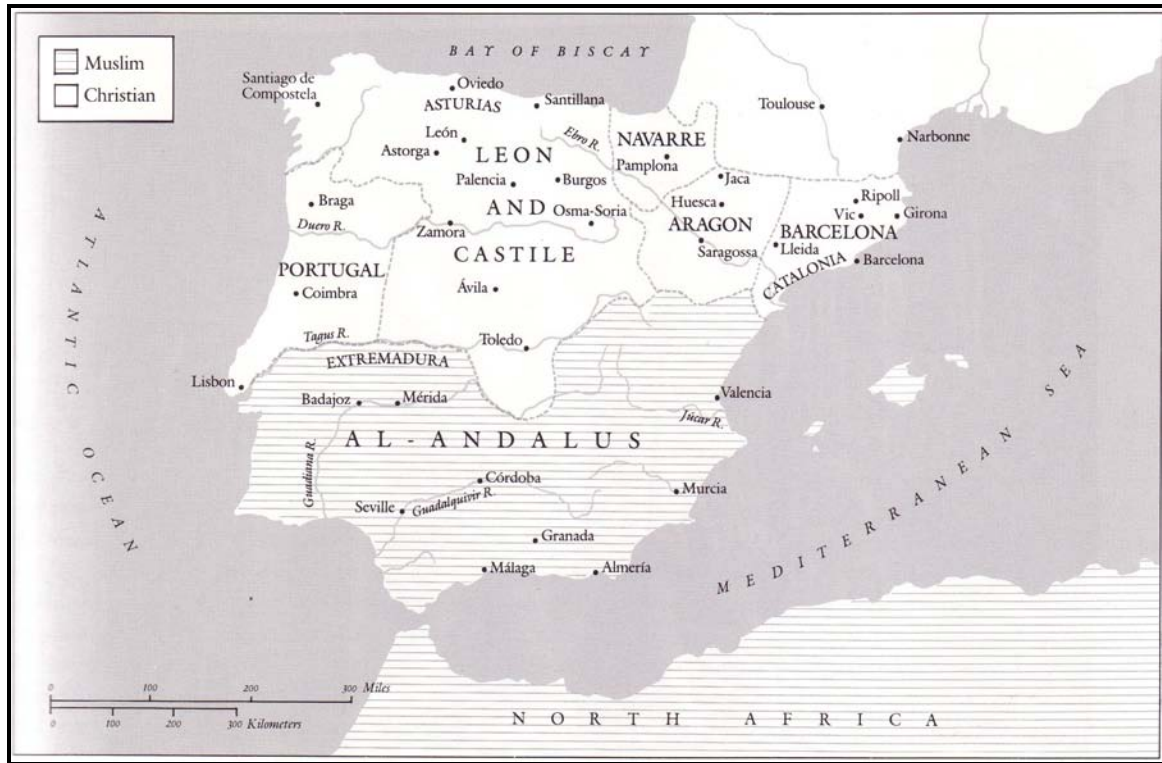 Muslim
Christian
BAY OF BISCAY
Santiago de
Compostela
Oviedo
ASTURIAS
Santillana
Toulouse
Narbonne
León
Astorga
LEON
Ebro R.
NAVARRE
Pamplona
Palencia
Burgos
Jaca
Huesca
Ripoll
Vic
Girona
Braga
AND
Osma-Soria
ARAGON
BARCELONA
Duero R.
Zamora
Saragossa
Lleida
CASTILE
CATALONIA
Barcelona
PORTUGAL
Coimbra
Ávila
Tagus R.
Toledo
EXTREMADURA
Lisbon
Badajoz
Mérida
Valencia
Júcar R.
AL-ANDALUS
Guadiana R.
Córdoba
Seville
Guadalquivir R.
Murcia
Granada
Málaga
Almería
ATLANTIC OCEAN
MEDITERRANEAN SEA
0 100 200 300 Miles
0 100 200 300 Kilometers
NORTH AFRICA